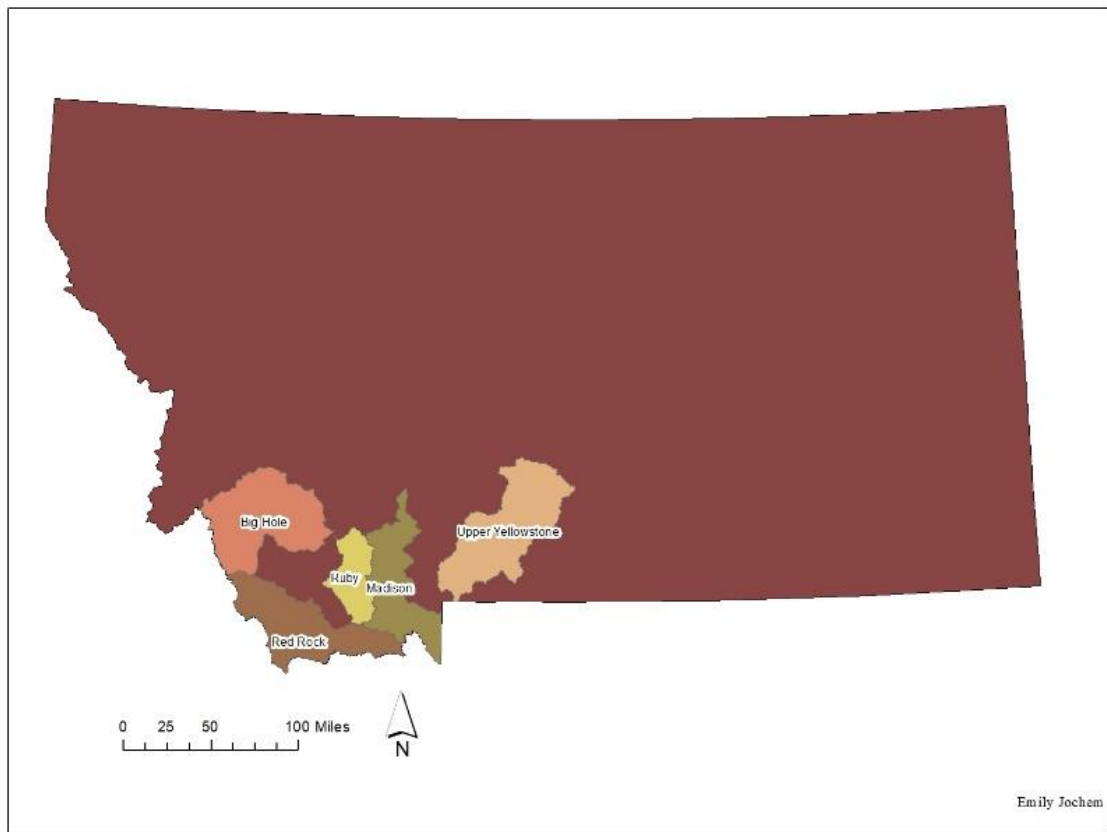 Big Hole
Upper Yellowstone
Ruby
Madison
Red Rock
0 25 50 100 Miles
N
Emily Jochem